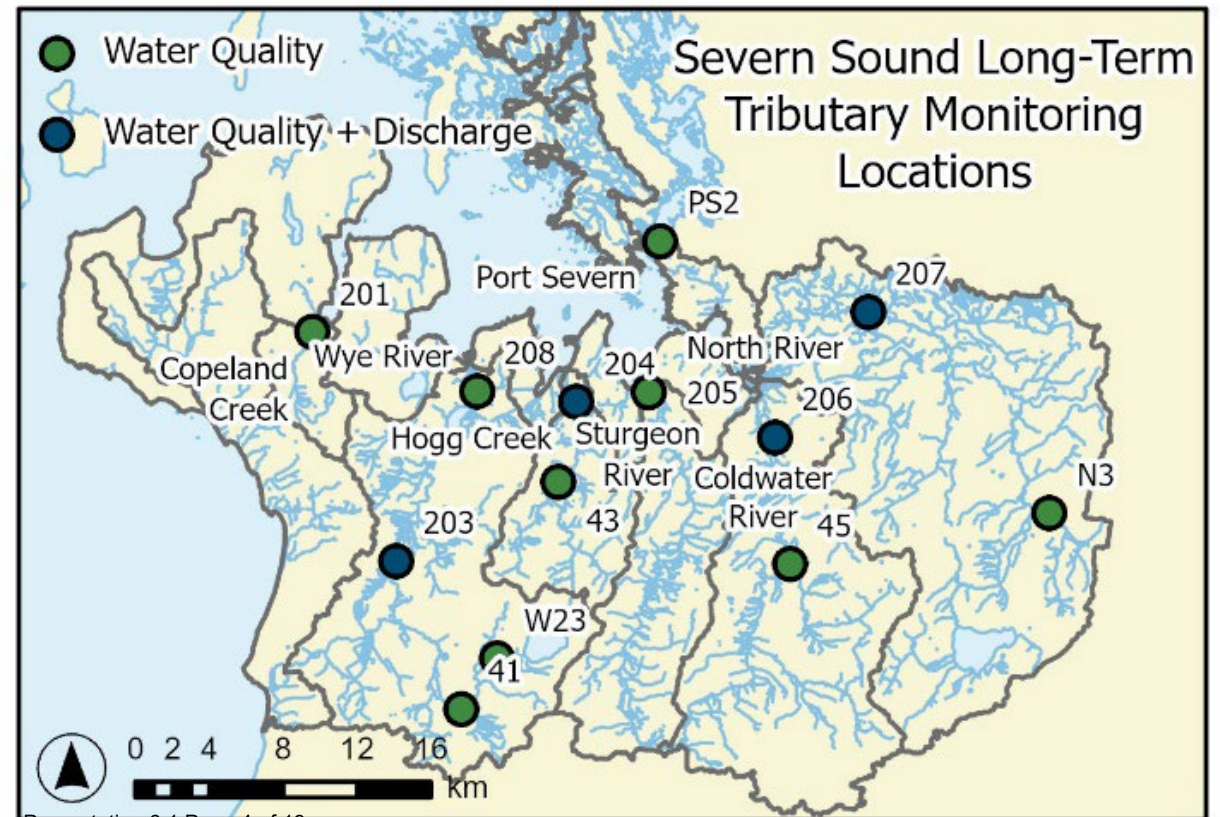 Water Quality
Water Quality + Discharge
Severn Sound Long-Term
Tributary Monitoring
Locations
PS2
Port Severn
207
201
Wye River
208
204
North River
Copeland
Creek
205
206
Hogg Creek
Sturgeon
River
Coldwater
River
N3
203
43
45
W23
41
0 2 4 8 12 16
km